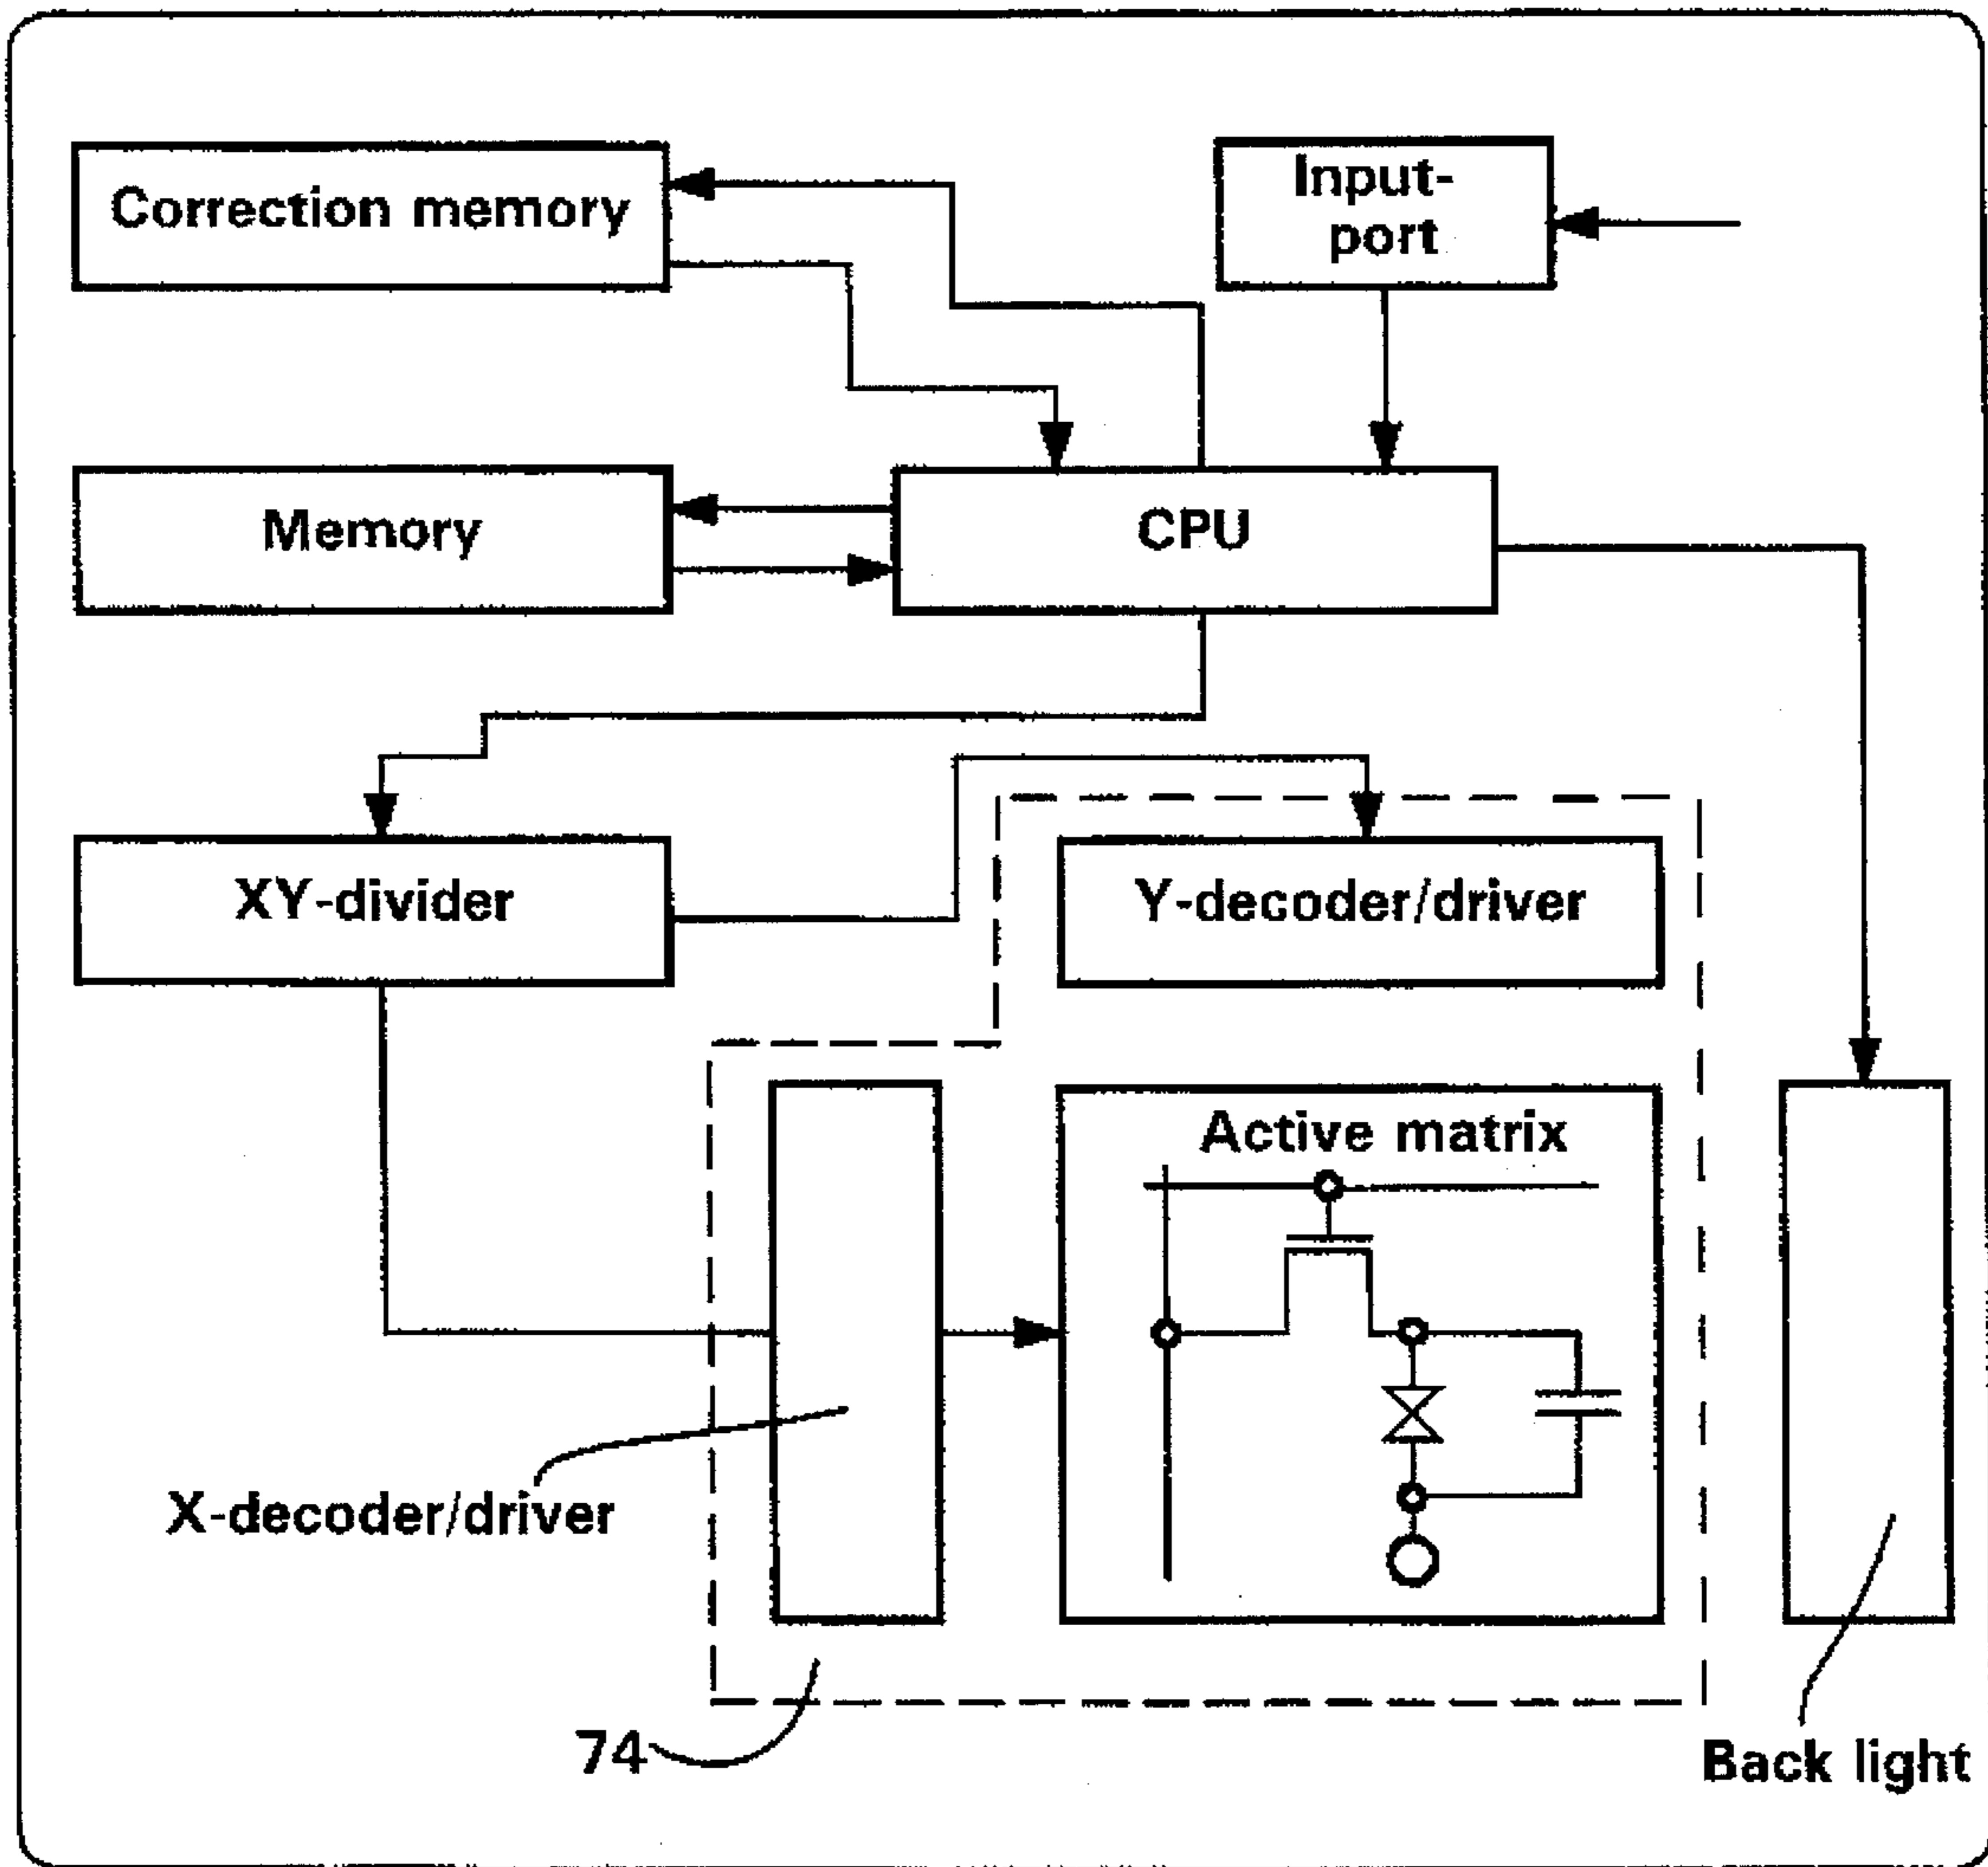 Correction memory
Input-
port
Memory
CPU
XY-divider
Y-decoder/driver
Active matrix
X-decoder/driver
74
Back light